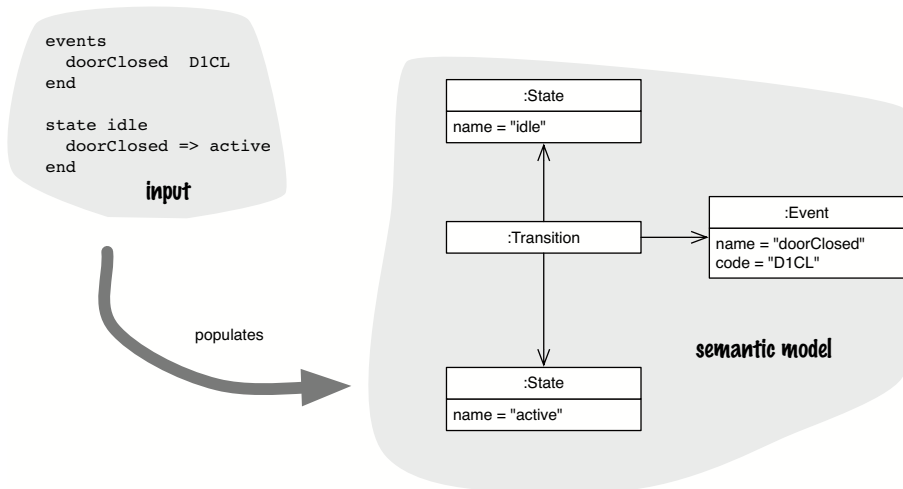 events
  doorClosed  D1CL
end

state idle
  doorClosed => active
end
input
populates
:State
name = "idle"
:Transition
:Event
name = "doorClosed"
code = "D1CL"
semantic model
:State
name = "active"